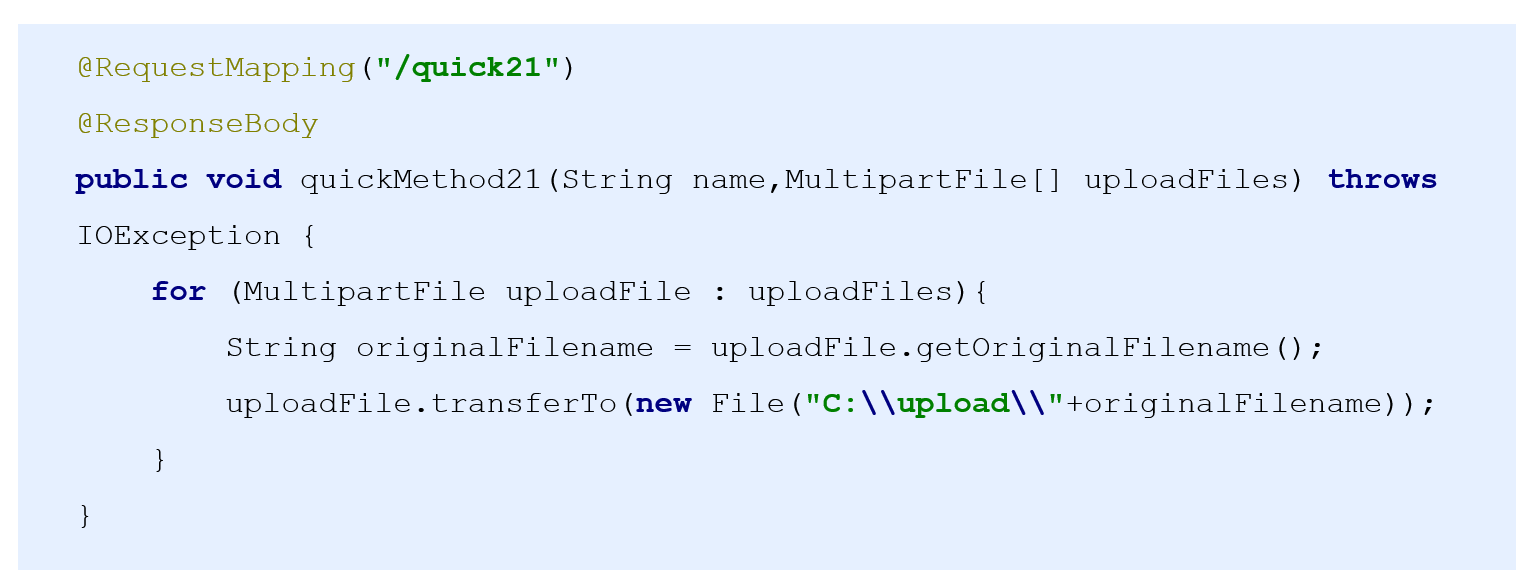 @RequestMapping("/quick21")
@ResponseBody
public void quickMethod21(String name,MultipartFile[] uploadFiles) throws
IOException {
    for (MultipartFile uploadFile : uploadFiles){
        String originalFilename = uploadFile.getOriginalFilename();
        uploadFile.transferTo(new File("C:\\upload\\"+originalFilename));
    }
}